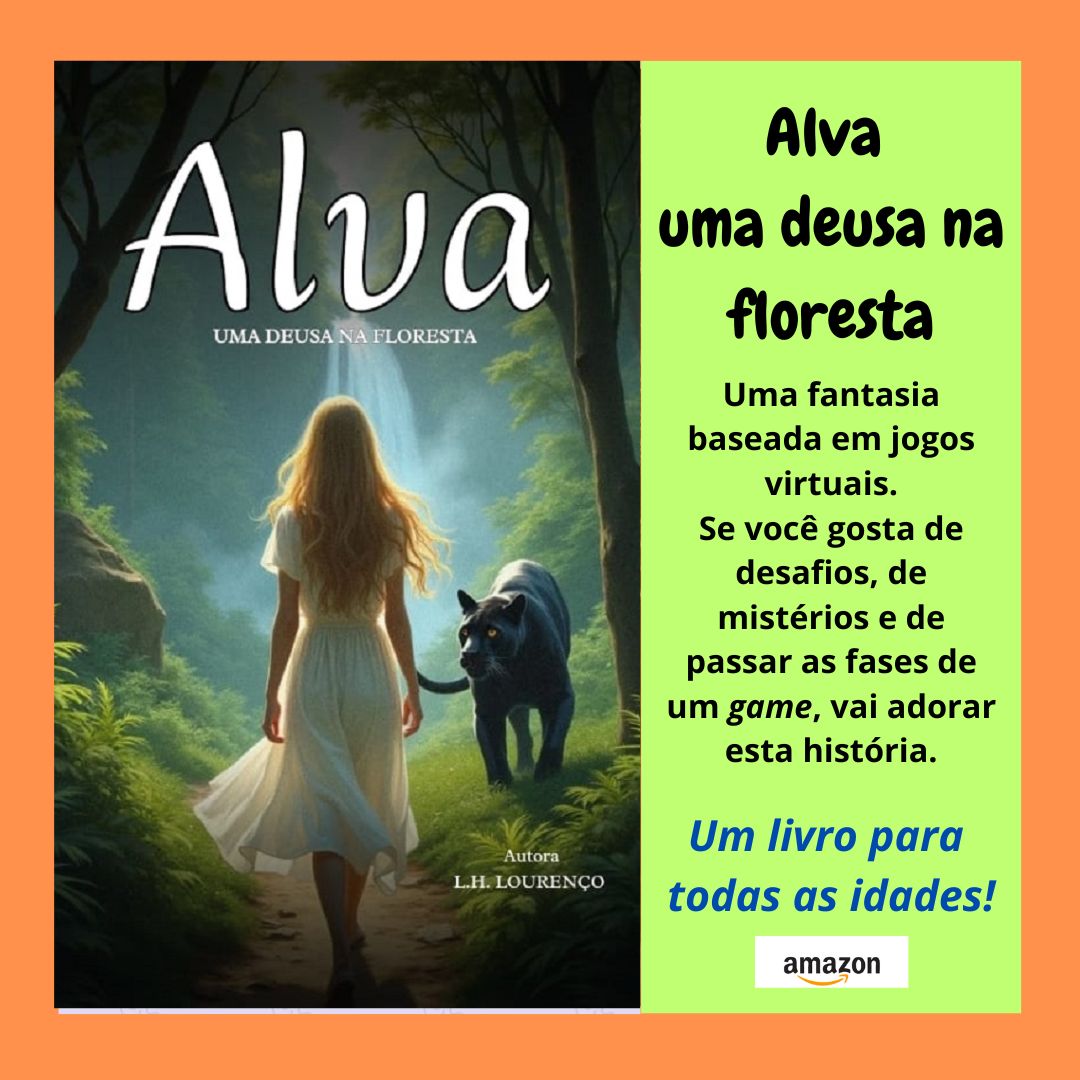 Alva
UMA DEUSA NA FLORESTA
Autora
L.H. LOURENÇO
Alva
uma deusa na
floresta
Uma fantasia
baseada em jogos
virtuais.
Se você gosta de
desafios, de
mistérios e de
passar as fases de
um game, vai adorar
esta história.
Um livro para
todas as idades!
amazon